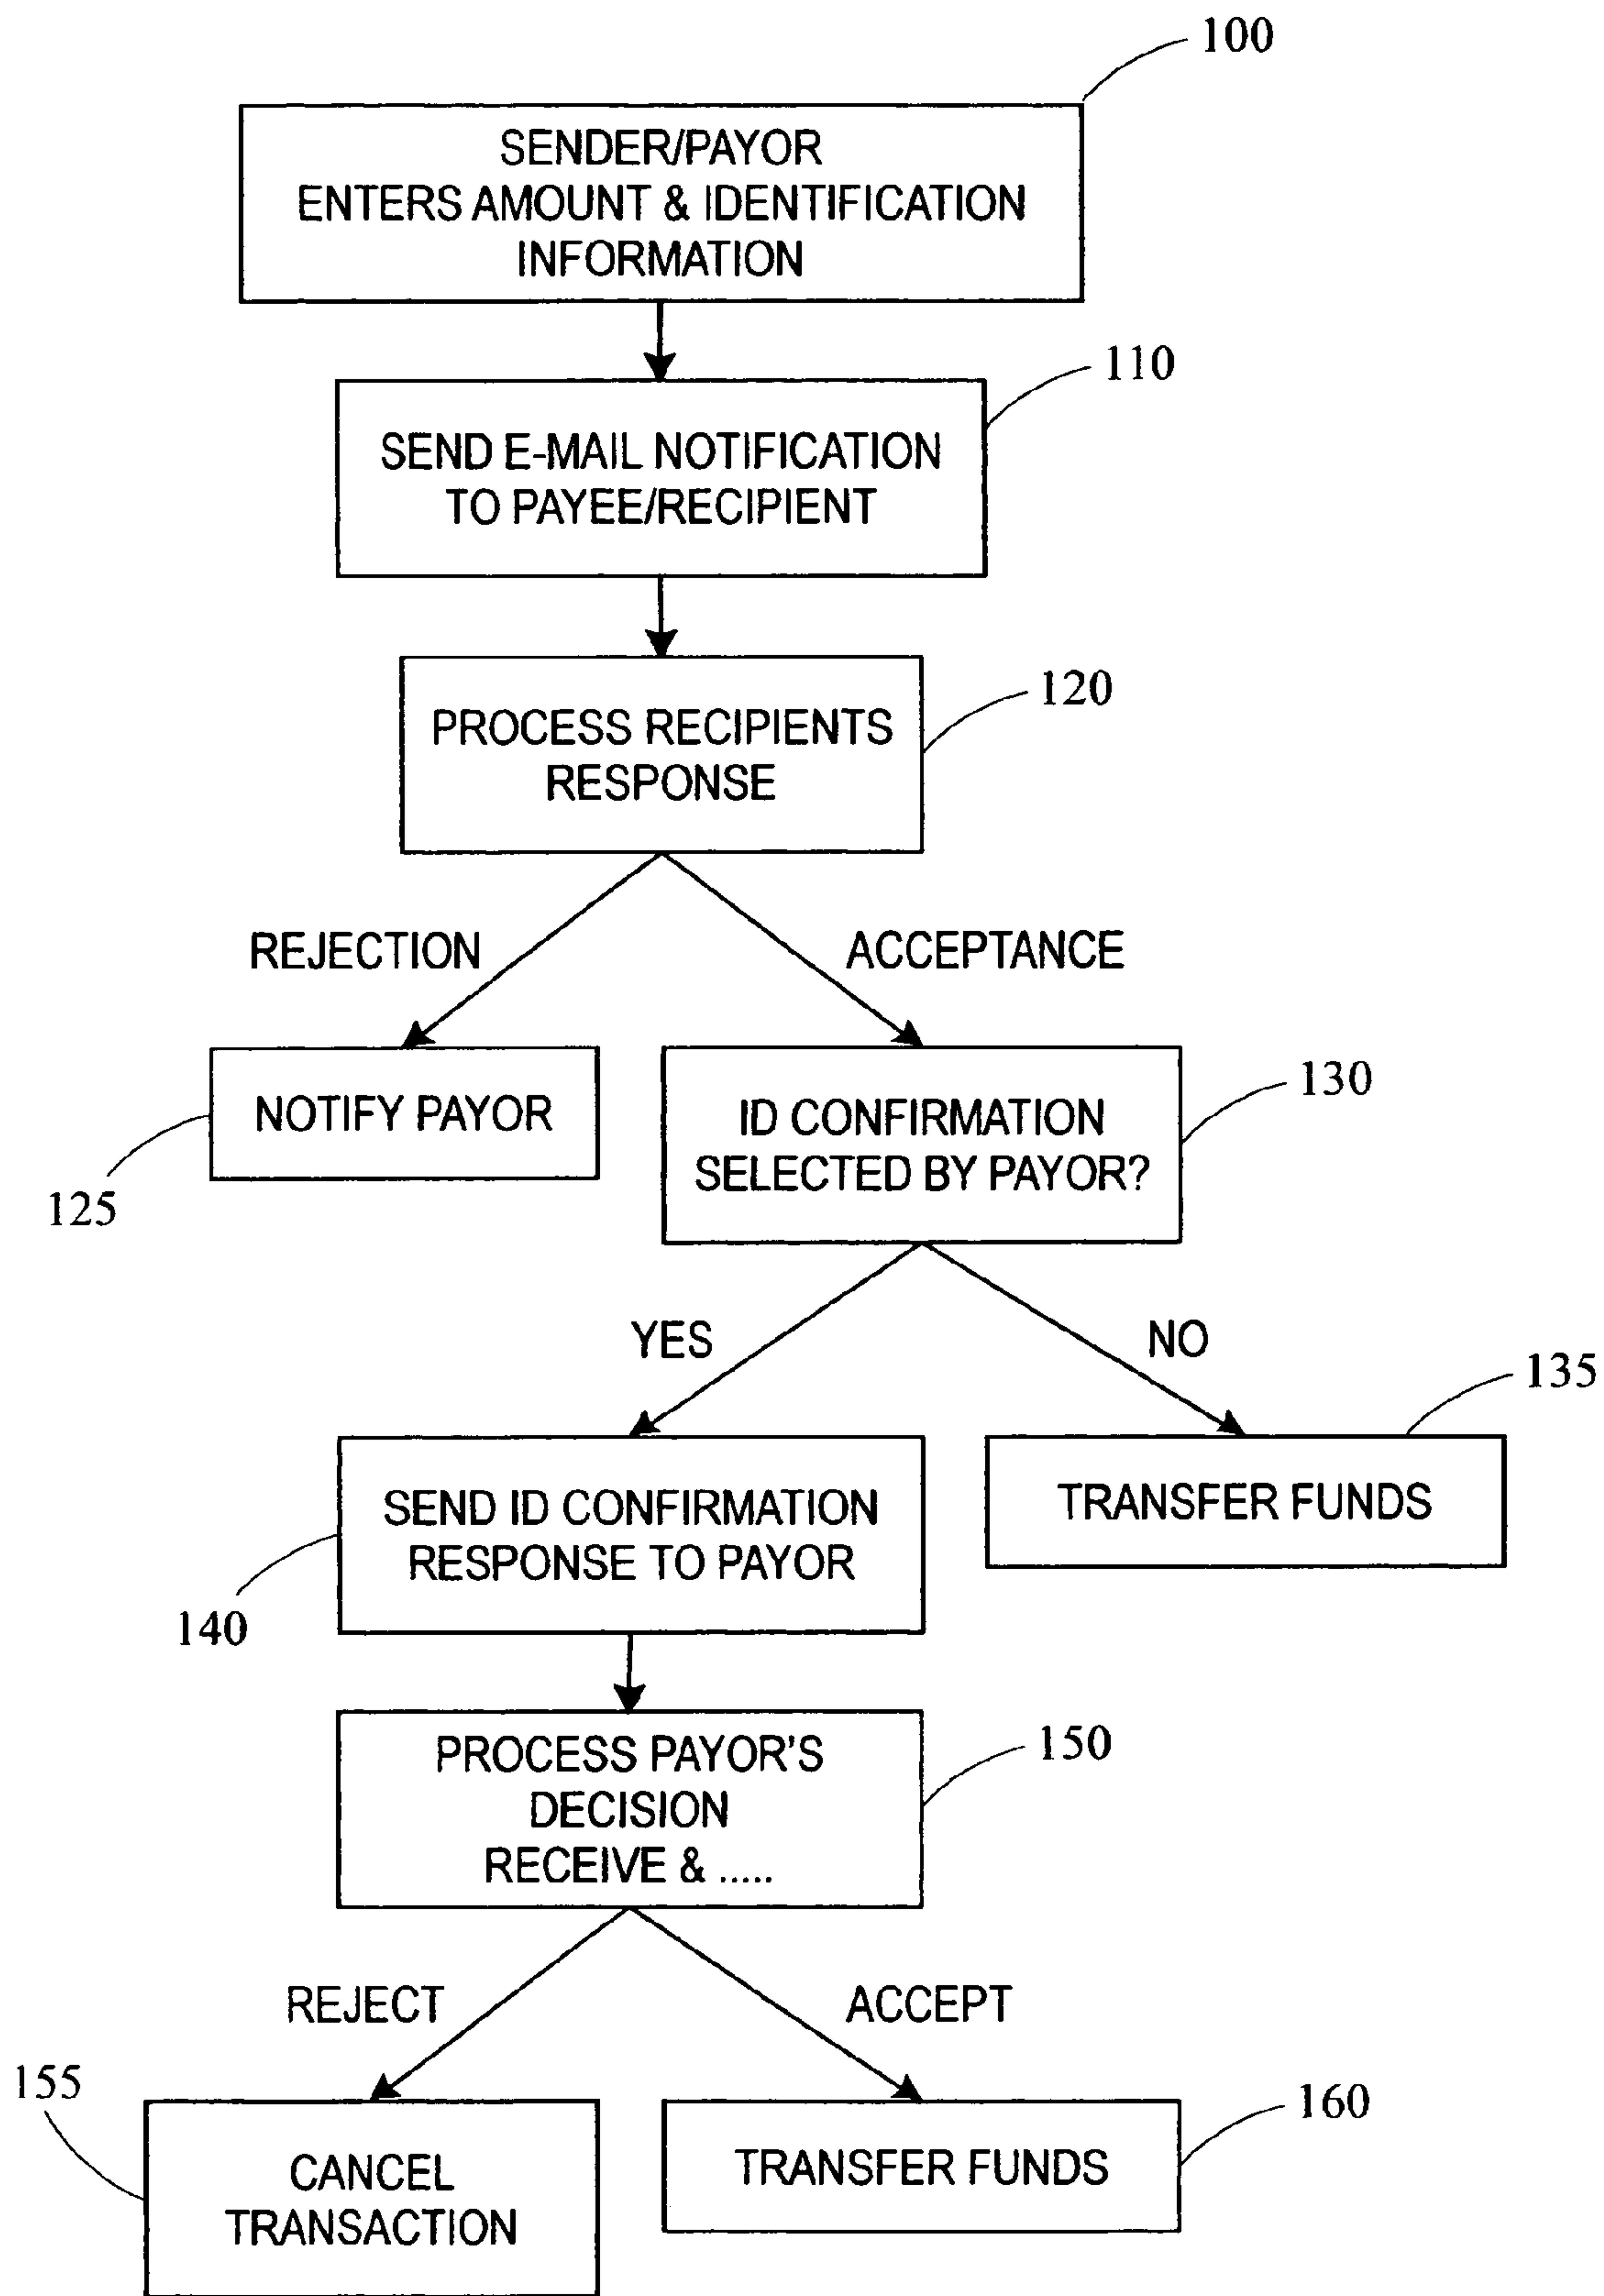 100
SENDER/PAYOR
ENTERS AMOUNT & IDENTIFICATION
INFORMATION
110
SEND E-MAIL NOTIFICATION
TO PAYEE/RECIPIENT
120
PROCESS RECIPIENTS
RESPONSE
REJECTION
ACCEPTANCE
NOTIFY PAYOR
125
130
ID CONFIRMATION
SELECTED BY PAYOR?
YES
NO
135
SEND ID CONFIRMATION
RESPONSE TO PAYOR
140
TRANSFER FUNDS
150
PROCESS PAYOR'S
DECISION
RECEIVE & .....
REJECT
ACCEPT
155
CANCEL
TRANSACTION
160
TRANSFER FUNDS